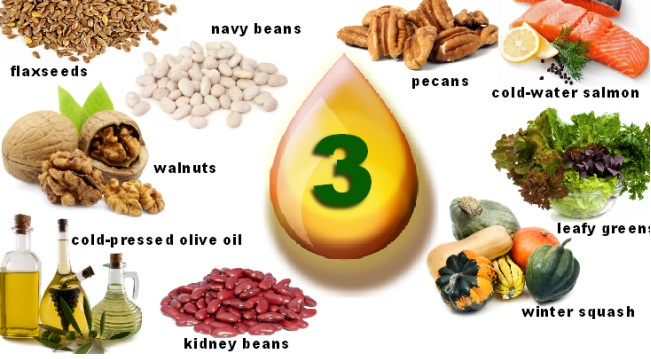 navy beans
flaxseeds
pecans
cold-water salmon
3
walnuts
leafy greens
cold-pressed olive oil
winter squash
kidney beans